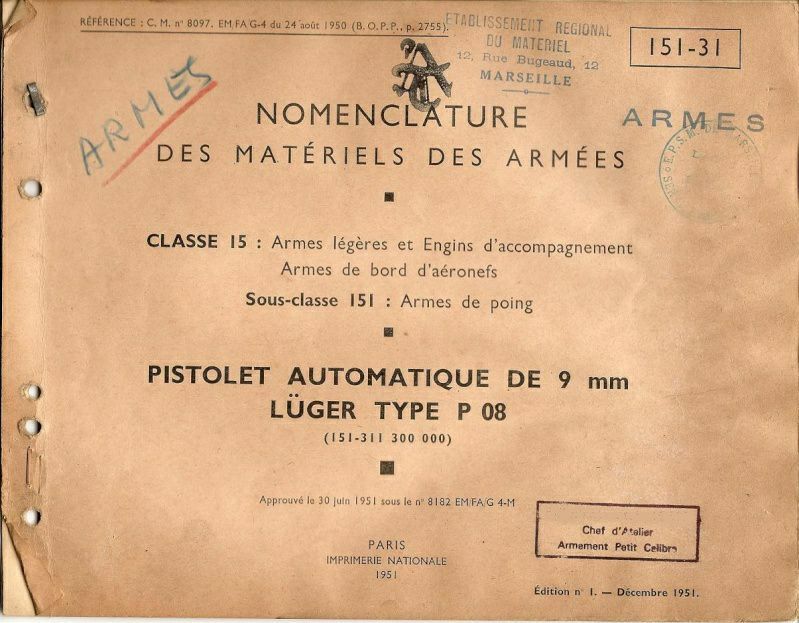 RÉFÉRENCE : C. M. nº 8097. EM/FA/G-4 du 24 août 1950 (B. O. P. P., p. 2755).
ETABLISSEMENT REGIONAL
DU MATERIEL
12, Rue Bugeaud, 12
MARSEILLE
151-31
ARMES
NOMENCLATURE
ARMES
DES MATÉRIELS DES ARMÉES
CLASSE 15 : Armes légères et Engins d'accompagnement
Armes de bord d'aéronefs
Sous-classe 151 : Armes de poing
PISTOLET AUTOMATIQUE DE 9 mm
LÜGER TYPE P 08
(151-311 300 000)
Approuvé le 30 juin 1951 sous le nº 8182 EM/FA/G 4-M
Chef d'Atelier
Armement Petit Calibre
PARIS
IMPRIMERIE NATIONALE
1951
Édition nº 1. — Décembre 1951.